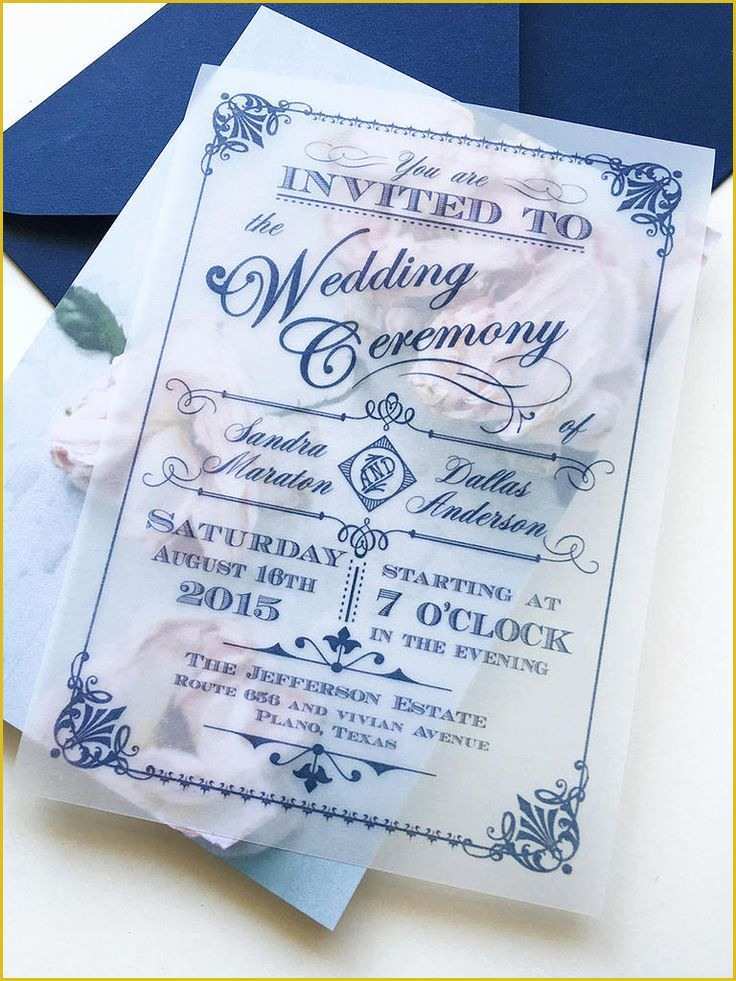 You are
INVITED TO
the
Wedding
Ceremony
of
Sandra
Maraton
AND
Dallas
Anderson
SATURDAY
AUGUST 16TH
2015
STARTING AT
7 O'CLOCK
IN THE EVENING
THE JEFFERSON ESTATE
ROUTE 656 AND VIVIAN AVENUE
PLANO, TEXAS